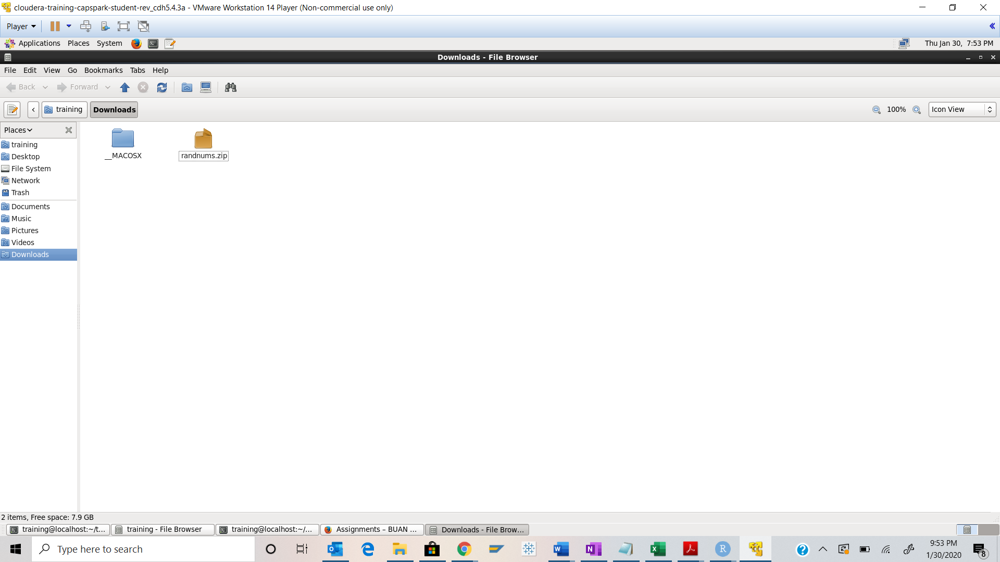 cloudera-training-capspark-student-rev_cdh5.4.3a - VMware Workstation 14 Player (Non-commercial use only)
Player
Applications Places System Thu Jan 30, 7:53 PM
Downloads - File Browser
File Edit View Go Bookmarks Tabs Help
Back Forward
training Downloads 100% Icon View
Places
training
Desktop
File System
Network
Trash
Documents
Music
Pictures
Videos
Downloads
__MACOSX
randnums.zip
2 items, Free space: 7.9 GB
training@localhost:~/t... training - File Browser training@localhost:~/... Assignments – BUAN ... Downloads - File Brow...
Type here to search
9:53 PM
1/30/2020
8